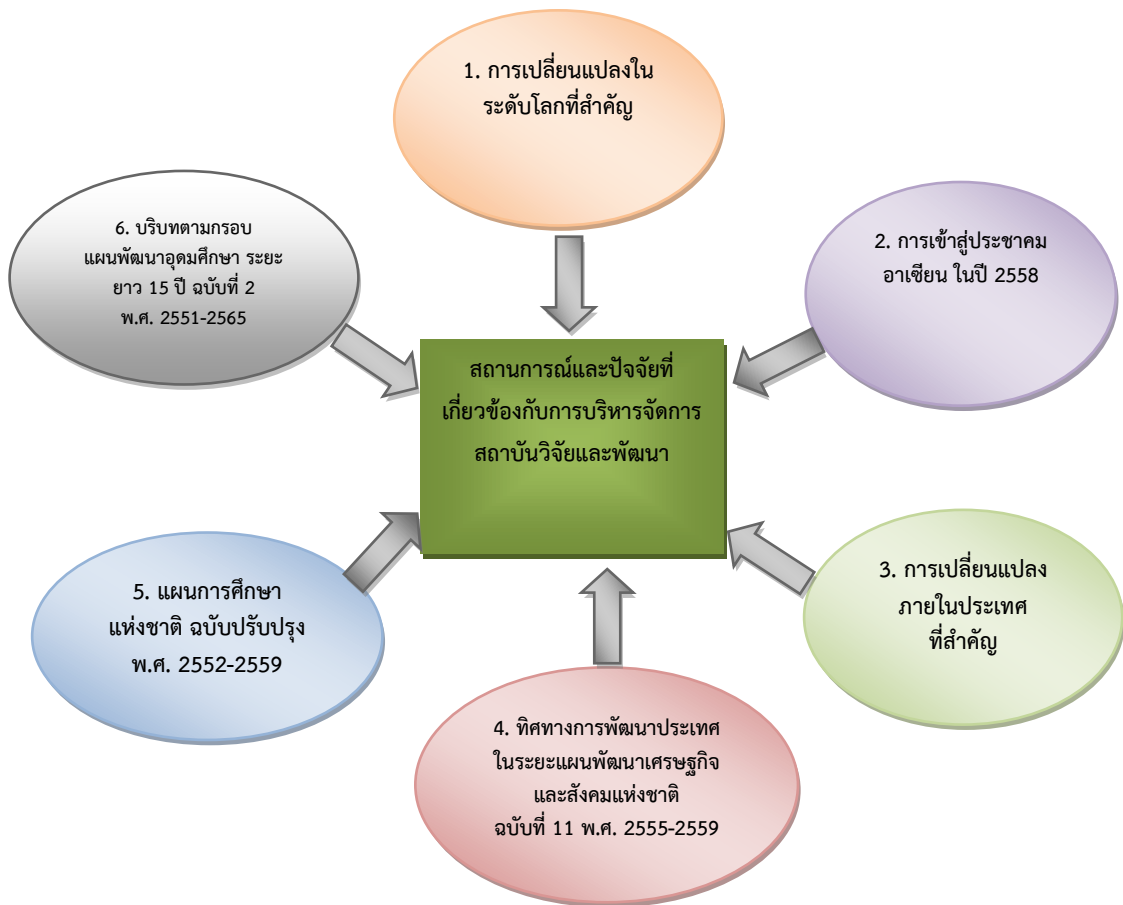 1. การเปลี่ยนแปลงใน
ระดับโลกที่สำคัญ
2. การเข้าสู่ประชาคม
อาเซียน ในปี 2558
3. การเปลี่ยนแปลง
ภายในประเทศ
ที่สำคัญ
4. ทิศทางการพัฒนาประเทศ
ในระยะแผนพัฒนาเศรษฐกิจ
และสังคมแห่งชาติ
ฉบับที่ 11 พ.ศ. 2555-2559
5. แผนการศึกษา
แห่งชาติ ฉบับปรับปรุง
พ.ศ. 2552-2559
6. บริบทตามกรอบ
แผนพัฒนาอุดมศึกษา ระยะ
ยาว 15 ปี ฉบับที่ 2
พ.ศ. 2551-2565
สถานการณ์และปัจจัยที่
เกี่ยวข้องกับการบริหารจัดการ
สถาบันวิจัยและพัฒนา